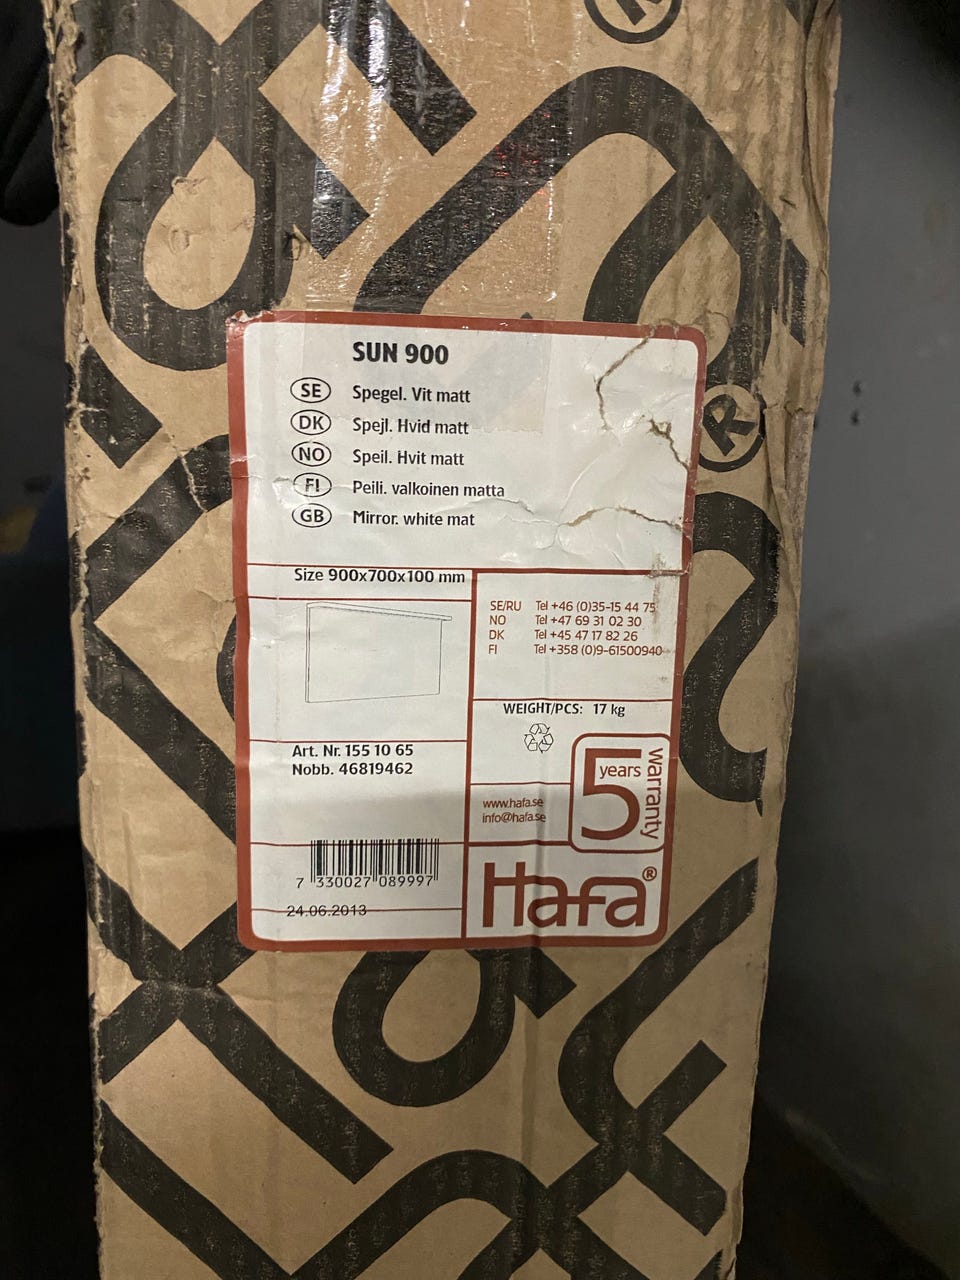 SUN 900
SE Spegel. Vit matt
DK Spejl. Hvid matt
NO Speil. Hvit matt
FI Peili. valkoinen matta
GB Mirror. white mat
Size 900x700x100 mm
SE/RU Tel +46 (0)35-15 44 75
NO Tel +47 69 31 02 30
DK Tel +45 47 17 82 26
FI Tel +358 (0)9-61500940
WEIGHT/PCS: 17 kg
Art. Nr. 155 10 65
Nobb. 46819462
5 years warranty
www.hafa.se
info@hafa.se
7 330027 089997
24.06.2013
Hafa®